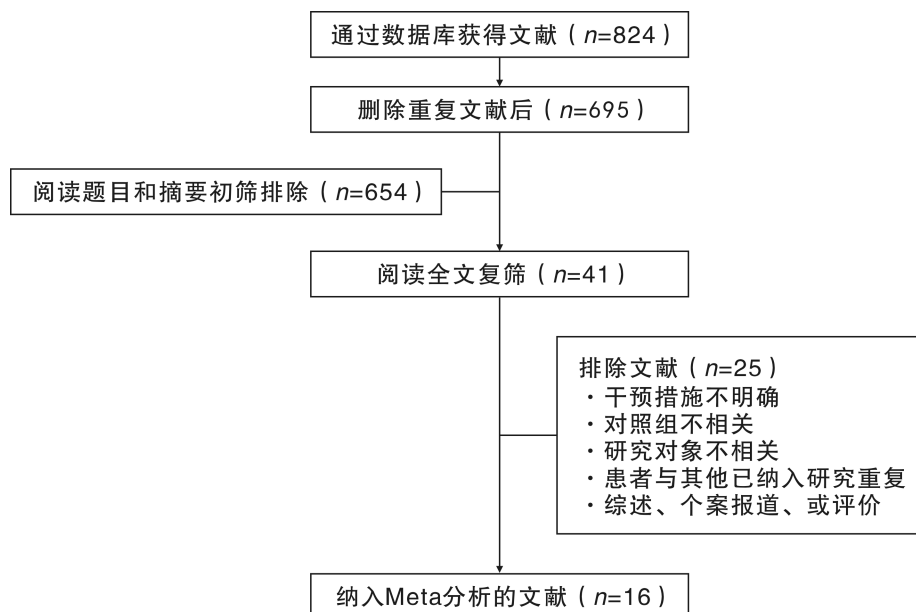 通过数据库获得文献（n=824）
删除重复文献后（n=695）
阅读题目和摘要初筛排除（n=654）
阅读全文复筛（n=41）
排除文献（n=25）
·干预措施不明确
·对照组不相关
·研究对象不相关
·患者与其他已纳入研究重复
·综述、个案报道、或评价
纳入Meta分析的文献（n=16）